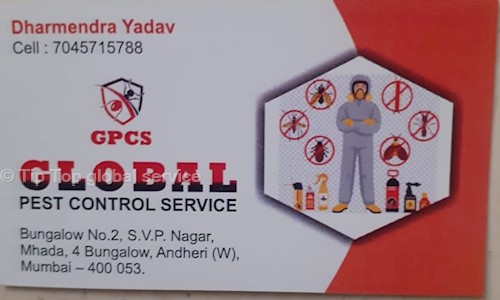 Dharmendra Yadav
Cell : 7045715788
GPCS
GLOBAL
© Tip Top global service
PEST CONTROL SERVICE
Bungalow No.2, S.V.P. Nagar,
Mhada, 4 Bungalow, Andheri (W),
Mumbai – 400 053.